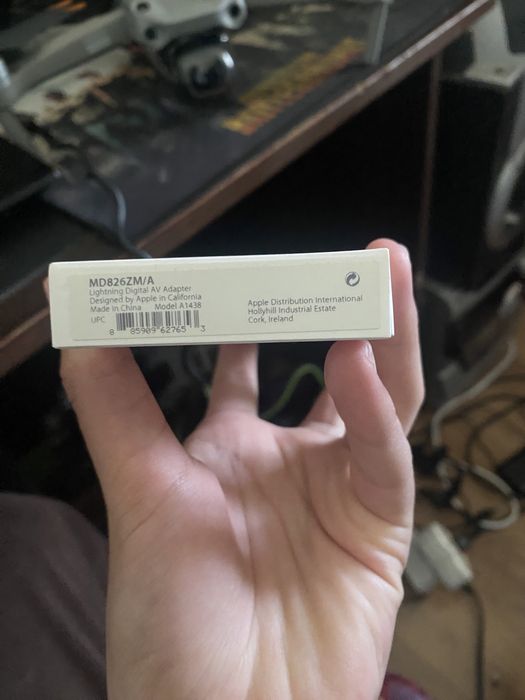 MD826ZM/A
Lightning Digital AV Adapter
Designed by Apple in California
Made in China Model A1438
UPC
8 85909 62765 3
Apple Distribution International
Hollyhill Industrial Estate
Cork, Ireland